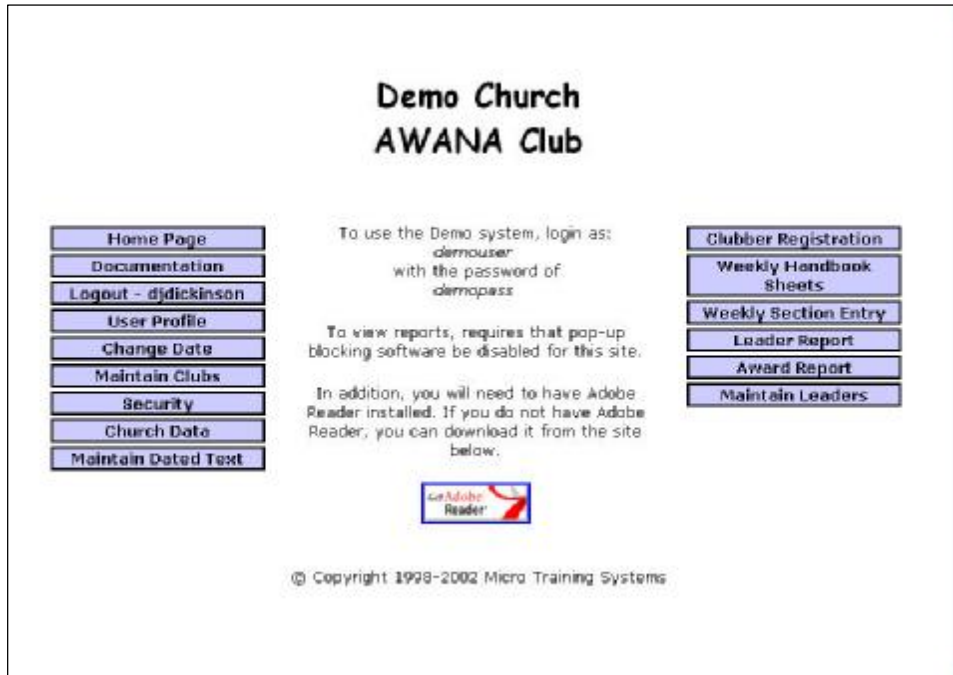 Demo Church
AWANA Club
Home Page
Documentation
Logout - djdickinson
User Profile
Change Date
Maintain Clubs
Security
Church Data
Maintain Dated Text
To use the Demo system, login as:
demouser
with the password of
demopass
To view reports, requires that pop-up
blocking software be disabled for this site.
In addition, you will need to have Adobe
Reader installed. If you do not have Adobe
Reader, you can download it from the site
below.
Get Adobe
Reader
© Copyright 1998-2002 Micro Training Systems
Clubber Registration
Weekly Handbook
Sheets
Weekly Section Entry
Leader Report
Award Report
Maintain Leaders